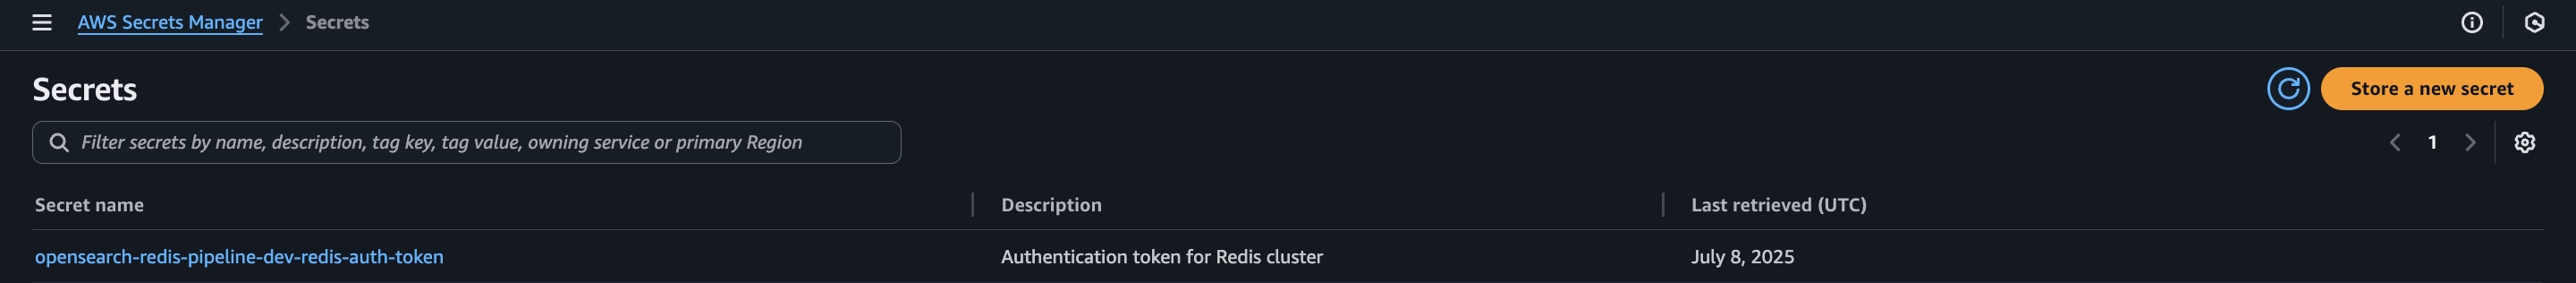 AWS Secrets Manager > Secrets
Secrets
Store a new secret
Filter secrets by name, description, tag key, tag value, owning service or primary Region
1
Secret name Description Last retrieved (UTC)
opensearch-redis-pipeline-dev-redis-auth-token Authentication token for Redis cluster July 8, 2025